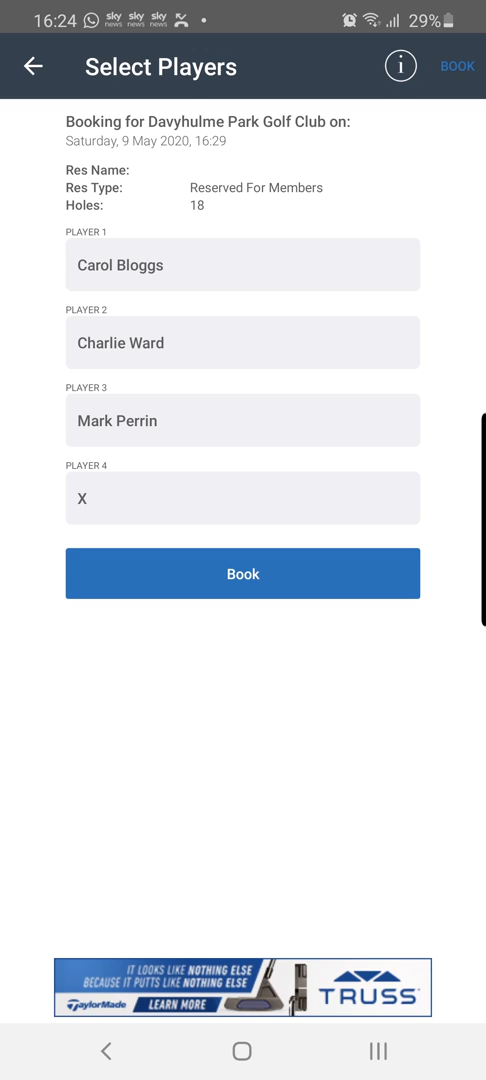 16:24 sky news sky news sky news 29%
Select Players i BOOK
Booking for Davyhulme Park Golf Club on:
Saturday, 9 May 2020, 16:29
Res Name:
Res Type: Reserved For Members
Holes: 18
PLAYER 1
Carol Bloggs
PLAYER 2
Charlie Ward
PLAYER 3
Mark Perrin
PLAYER 4
X
Book
IT LOOKS LIKE NOTHING ELSE
BECAUSE IT PUTTS LIKE NOTHING ELSE
TaylorMade LEARN MORE TRUSS